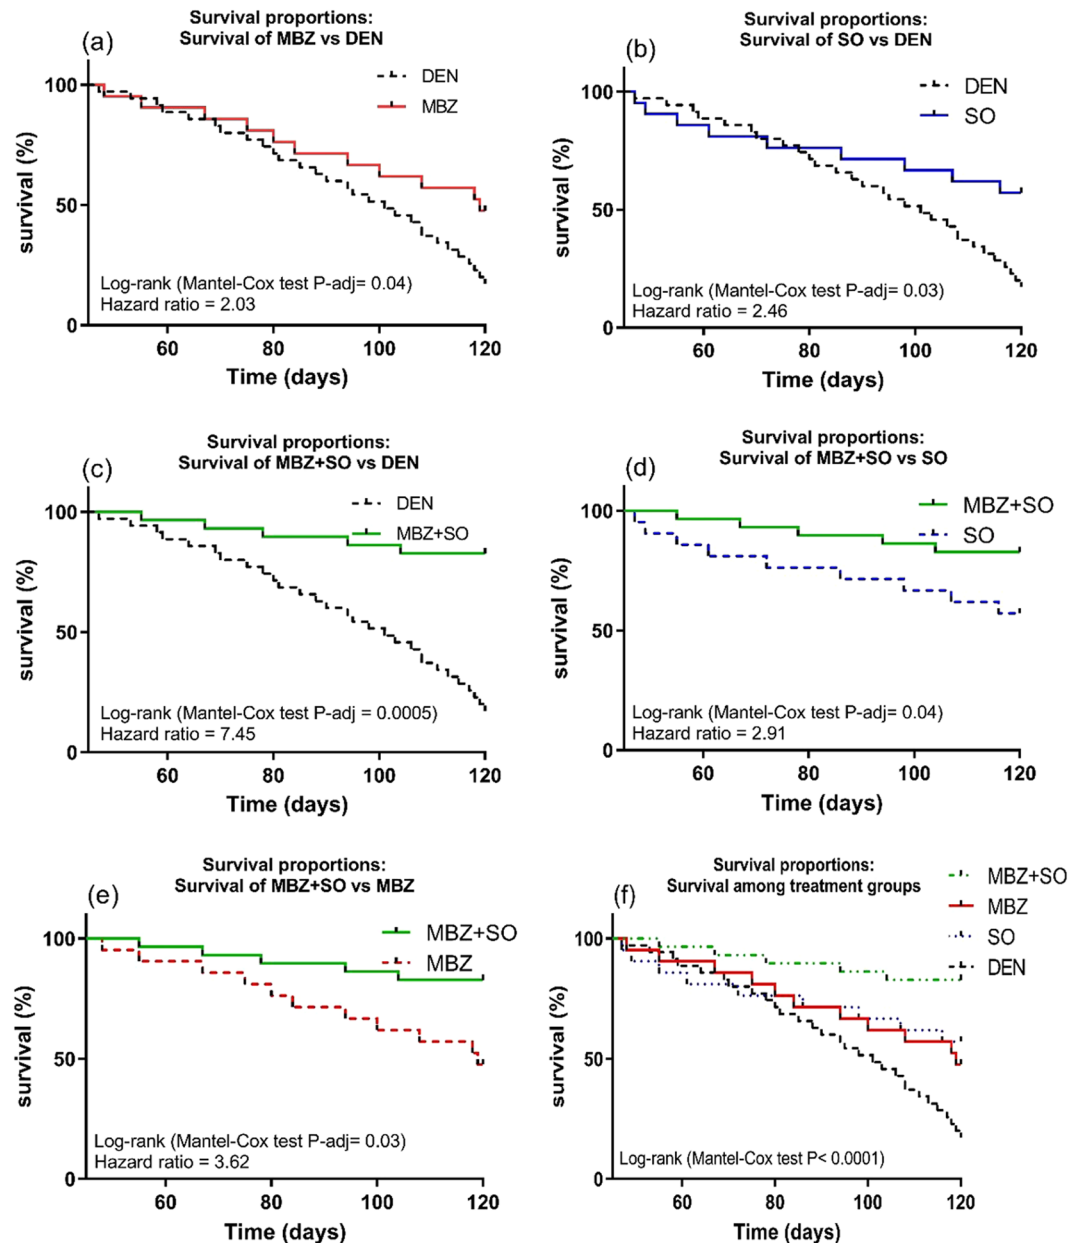 Survival proportions:
Survival of MBZ vs DEN
(a)
DEN
MBZ
100
50
0
survival (%)
Log-rank (Mantel-Cox test P-adj= 0.04)
Hazard ratio = 2.03
60
80
100
120
Time (days)
Survival proportions:
Survival of SO vs DEN
(b)
DEN
SO
100
50
0
survival (%)
Log-rank (Mantel-Cox test P-adj= 0.03)
Hazard ratio = 2.46
60
80
100
120
Time (days)
Survival proportions:
Survival of MBZ+SO vs DEN
(c)
DEN
MBZ+SO
100
50
0
survival (%)
Log-rank (Mantel-Cox test P-adj = 0.0005)
Hazard ratio = 7.45
60
80
100
120
Time (days)
Survival proportions:
Survival of MBZ+SO vs SO
(d)
MBZ+SO
SO
100
50
0
survival (%)
Log-rank (Mantel-Cox test P-adj= 0.04)
Hazard ratio = 2.91
60
80
100
120
Time (days)
Survival proportions:
Survival of MBZ+SO vs MBZ
(e)
MBZ+SO
MBZ
100
50
0
survival (%)
Log-rank (Mantel-Cox test P-adj= 0.03)
Hazard ratio = 3.62
60
80
100
120
Time (days)
Survival proportions:
Survival among treatment groups
(f)
MBZ+SO
MBZ
SO
DEN
100
50
0
survival (%)
Log-rank (Mantel-Cox test P< 0.0001)
60
80
100
120
Time (days)